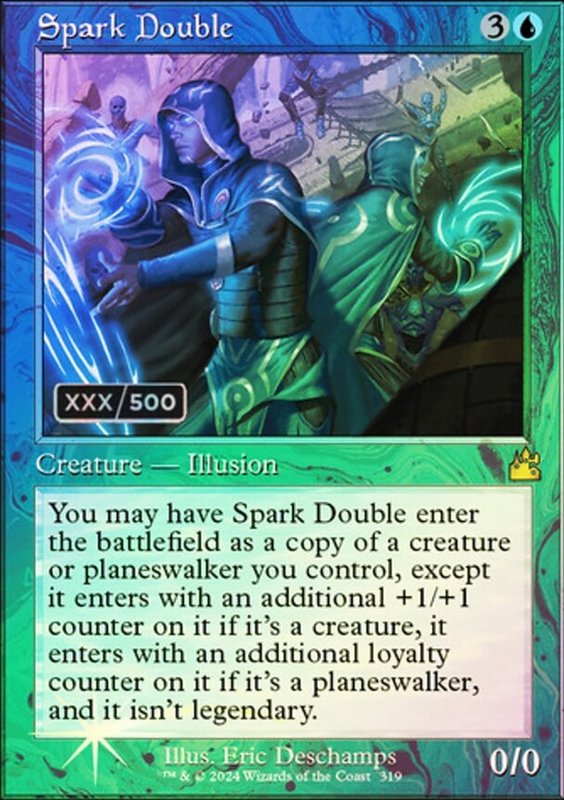 Spark Double 3
XXX/500
Creature — Illusion
You may have Spark Double enter
the battlefield as a copy of a creature
or planeswalker you control, except
it enters with an additional +1/+1
counter on it if it's a creature, it
enters with an additional loyalty
counter on it if it's a planeswalker,
and it isn't legendary.
Illus. Eric Deschamps
™ & © 2024 Wizards of the Coast 319
0/0